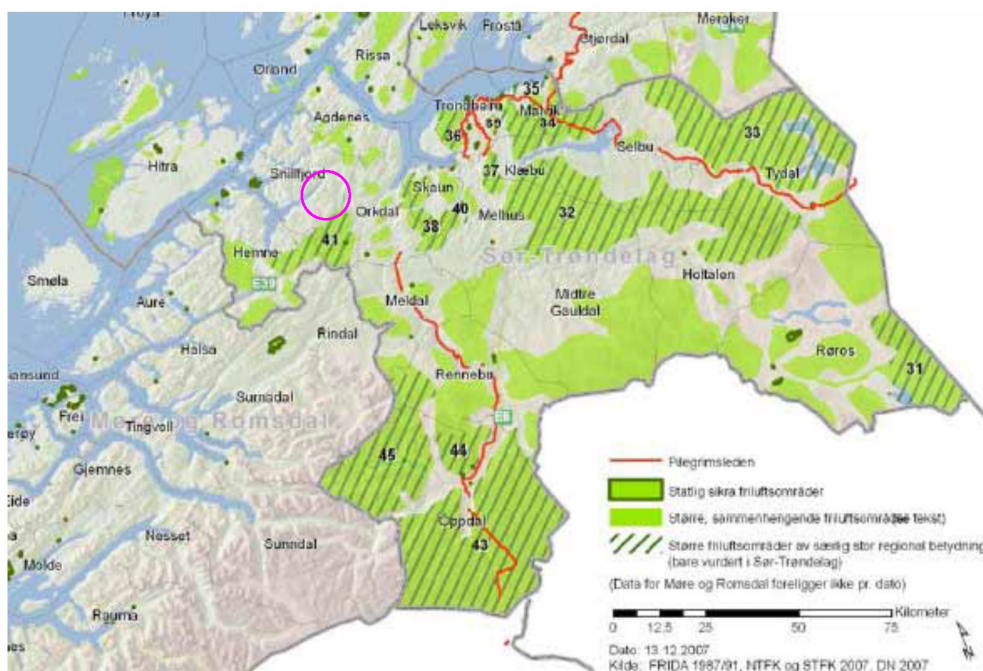 Leksvik
Frosta
Meråker
Stjørdal
Rissa
Ørland
Trondheim
35
Malvik
Agdenes
36
34
33
Selbu
Hitra
Snillfjord
37
Klæbu
Tydal
Skaun
40
32
Orkdal
Melhus
38
41
Hemne
Sør-Trøndelag
Smøla
Holtålen
Aure
Meldal
Midtre
Gauldal
Rindal
Halsa
Røros
31
Rennebu
Surnadal
Frei
Møre og Romsdal
Tingvoll
44
45
Gjemnes
Pilegrimsleden
Statlig sikra friluftsområder
Oppdal
Større, sammenhengende friluftsområder
tekst)
43
Nesset
Sunndal
Større friluftsområder av særlig stor regional betydning
(bare vurdert i Sør-Trøndelag)
Molde
(Data for Møre og Romsdal foreligger ikke pr. dato)
Kilometer
Rauma
0 12,5 25 50 75
Dato: 13.12.2007
Kilde: FRIDA 1987/91, NTFK og STFK 2007, DN 2007